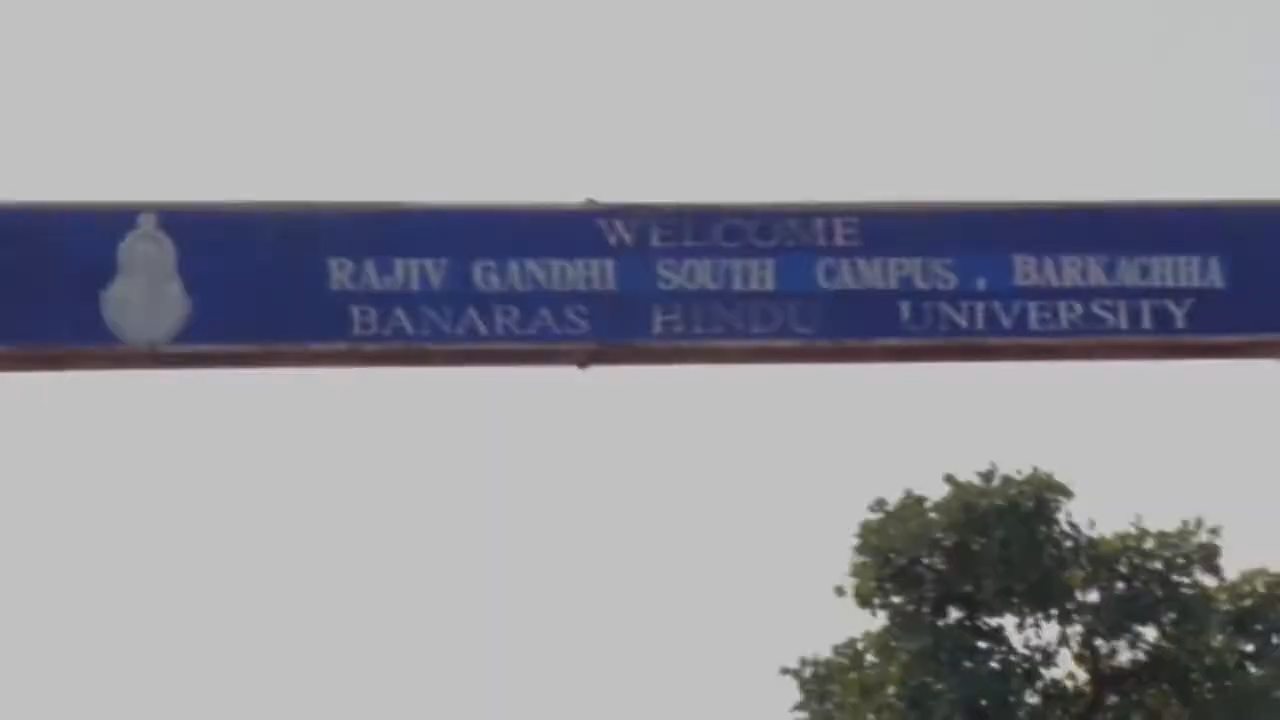 WELCOME
RAJIV GANDHI SOUTH CAMPUS , BARKACHHA
BANARAS HINDU UNIVERSITY